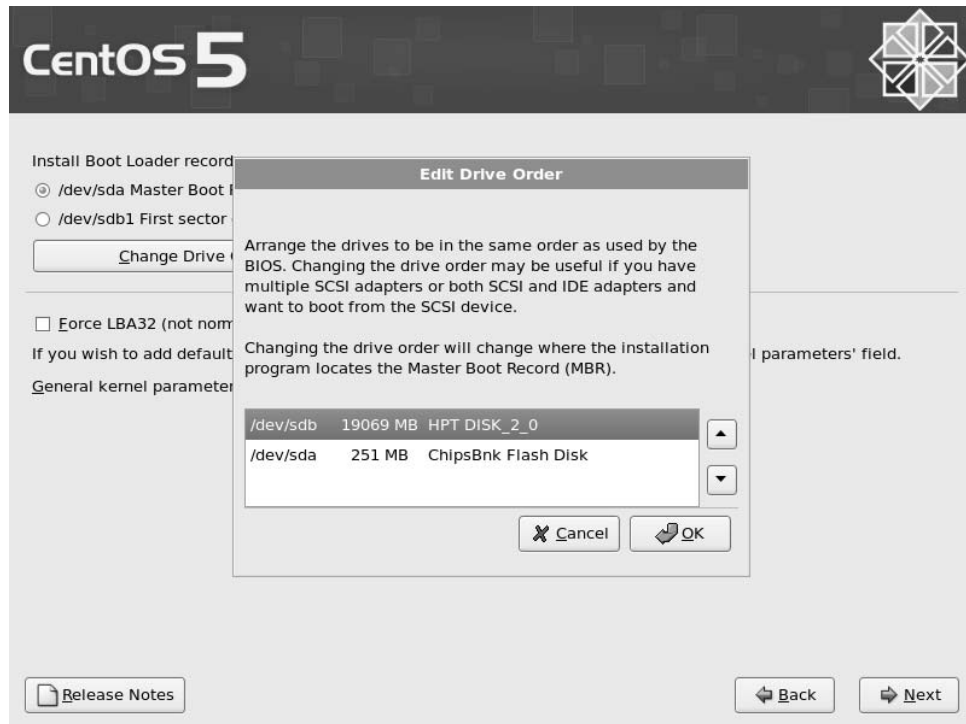 CentOS 5
Install Boot Loader record
/dev/sda Master Boot
/dev/sdb1 First sector
Change Drive
Force LBA32 (not norm
If you wish to add default
l parameters' field.
General kernel parameter
Edit Drive Order
Arrange the drives to be in the same order as used by the
BIOS. Changing the drive order may be useful if you have
multiple SCSI adapters or both SCSI and IDE adapters and
want to boot from the SCSI device.
Changing the drive order will change where the installation
program locates the Master Boot Record (MBR).
/dev/sdb 19069 MB HPT DISK_2_0
/dev/sda 251 MB ChipsBnk Flash Disk
Cancel
OK
Release Notes
Back
Next